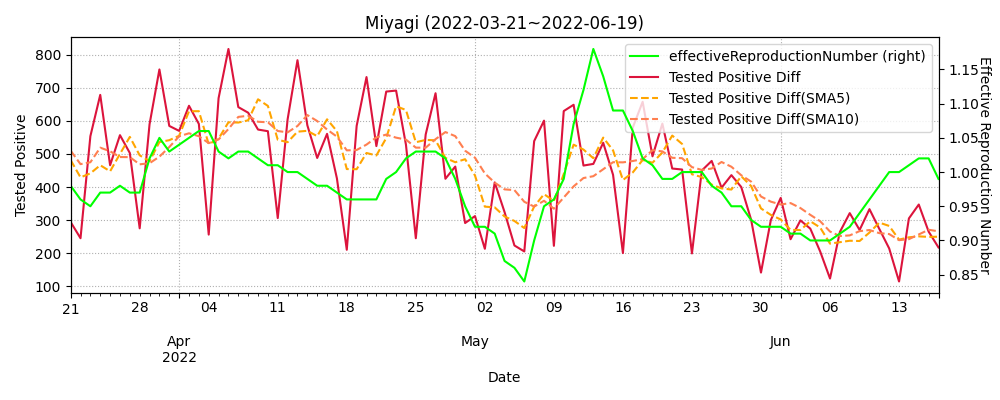 Miyagi (2022-03-21~2022-06-19)
effectiveReproductionNumber (right)
Tested Positive Diff
Tested Positive Diff(SMA5)
Tested Positive Diff(SMA10)
Tested Positive
800
700
600
500
400
300
200
100
1.15
1.10
1.05
1.00
0.95
0.90
0.85
Effective Reproduction Number
21 28 04 11 18 25 02 09 16 23 30 06 13
Apr May Jun
2022
Date